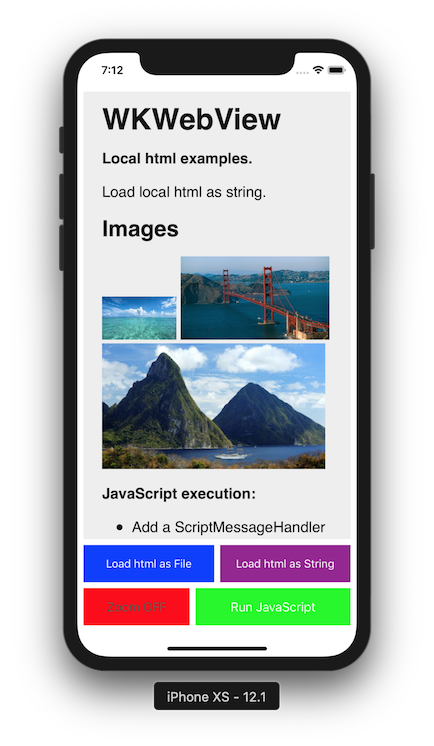 7:12
WKWebView
Local html examples.
Load local html as string.
Images
JavaScript execution:
• Add a ScriptMessageHandler
Load html as File
Load html as String
Zoom OFF
Run JavaScript
iPhone XS - 12.1